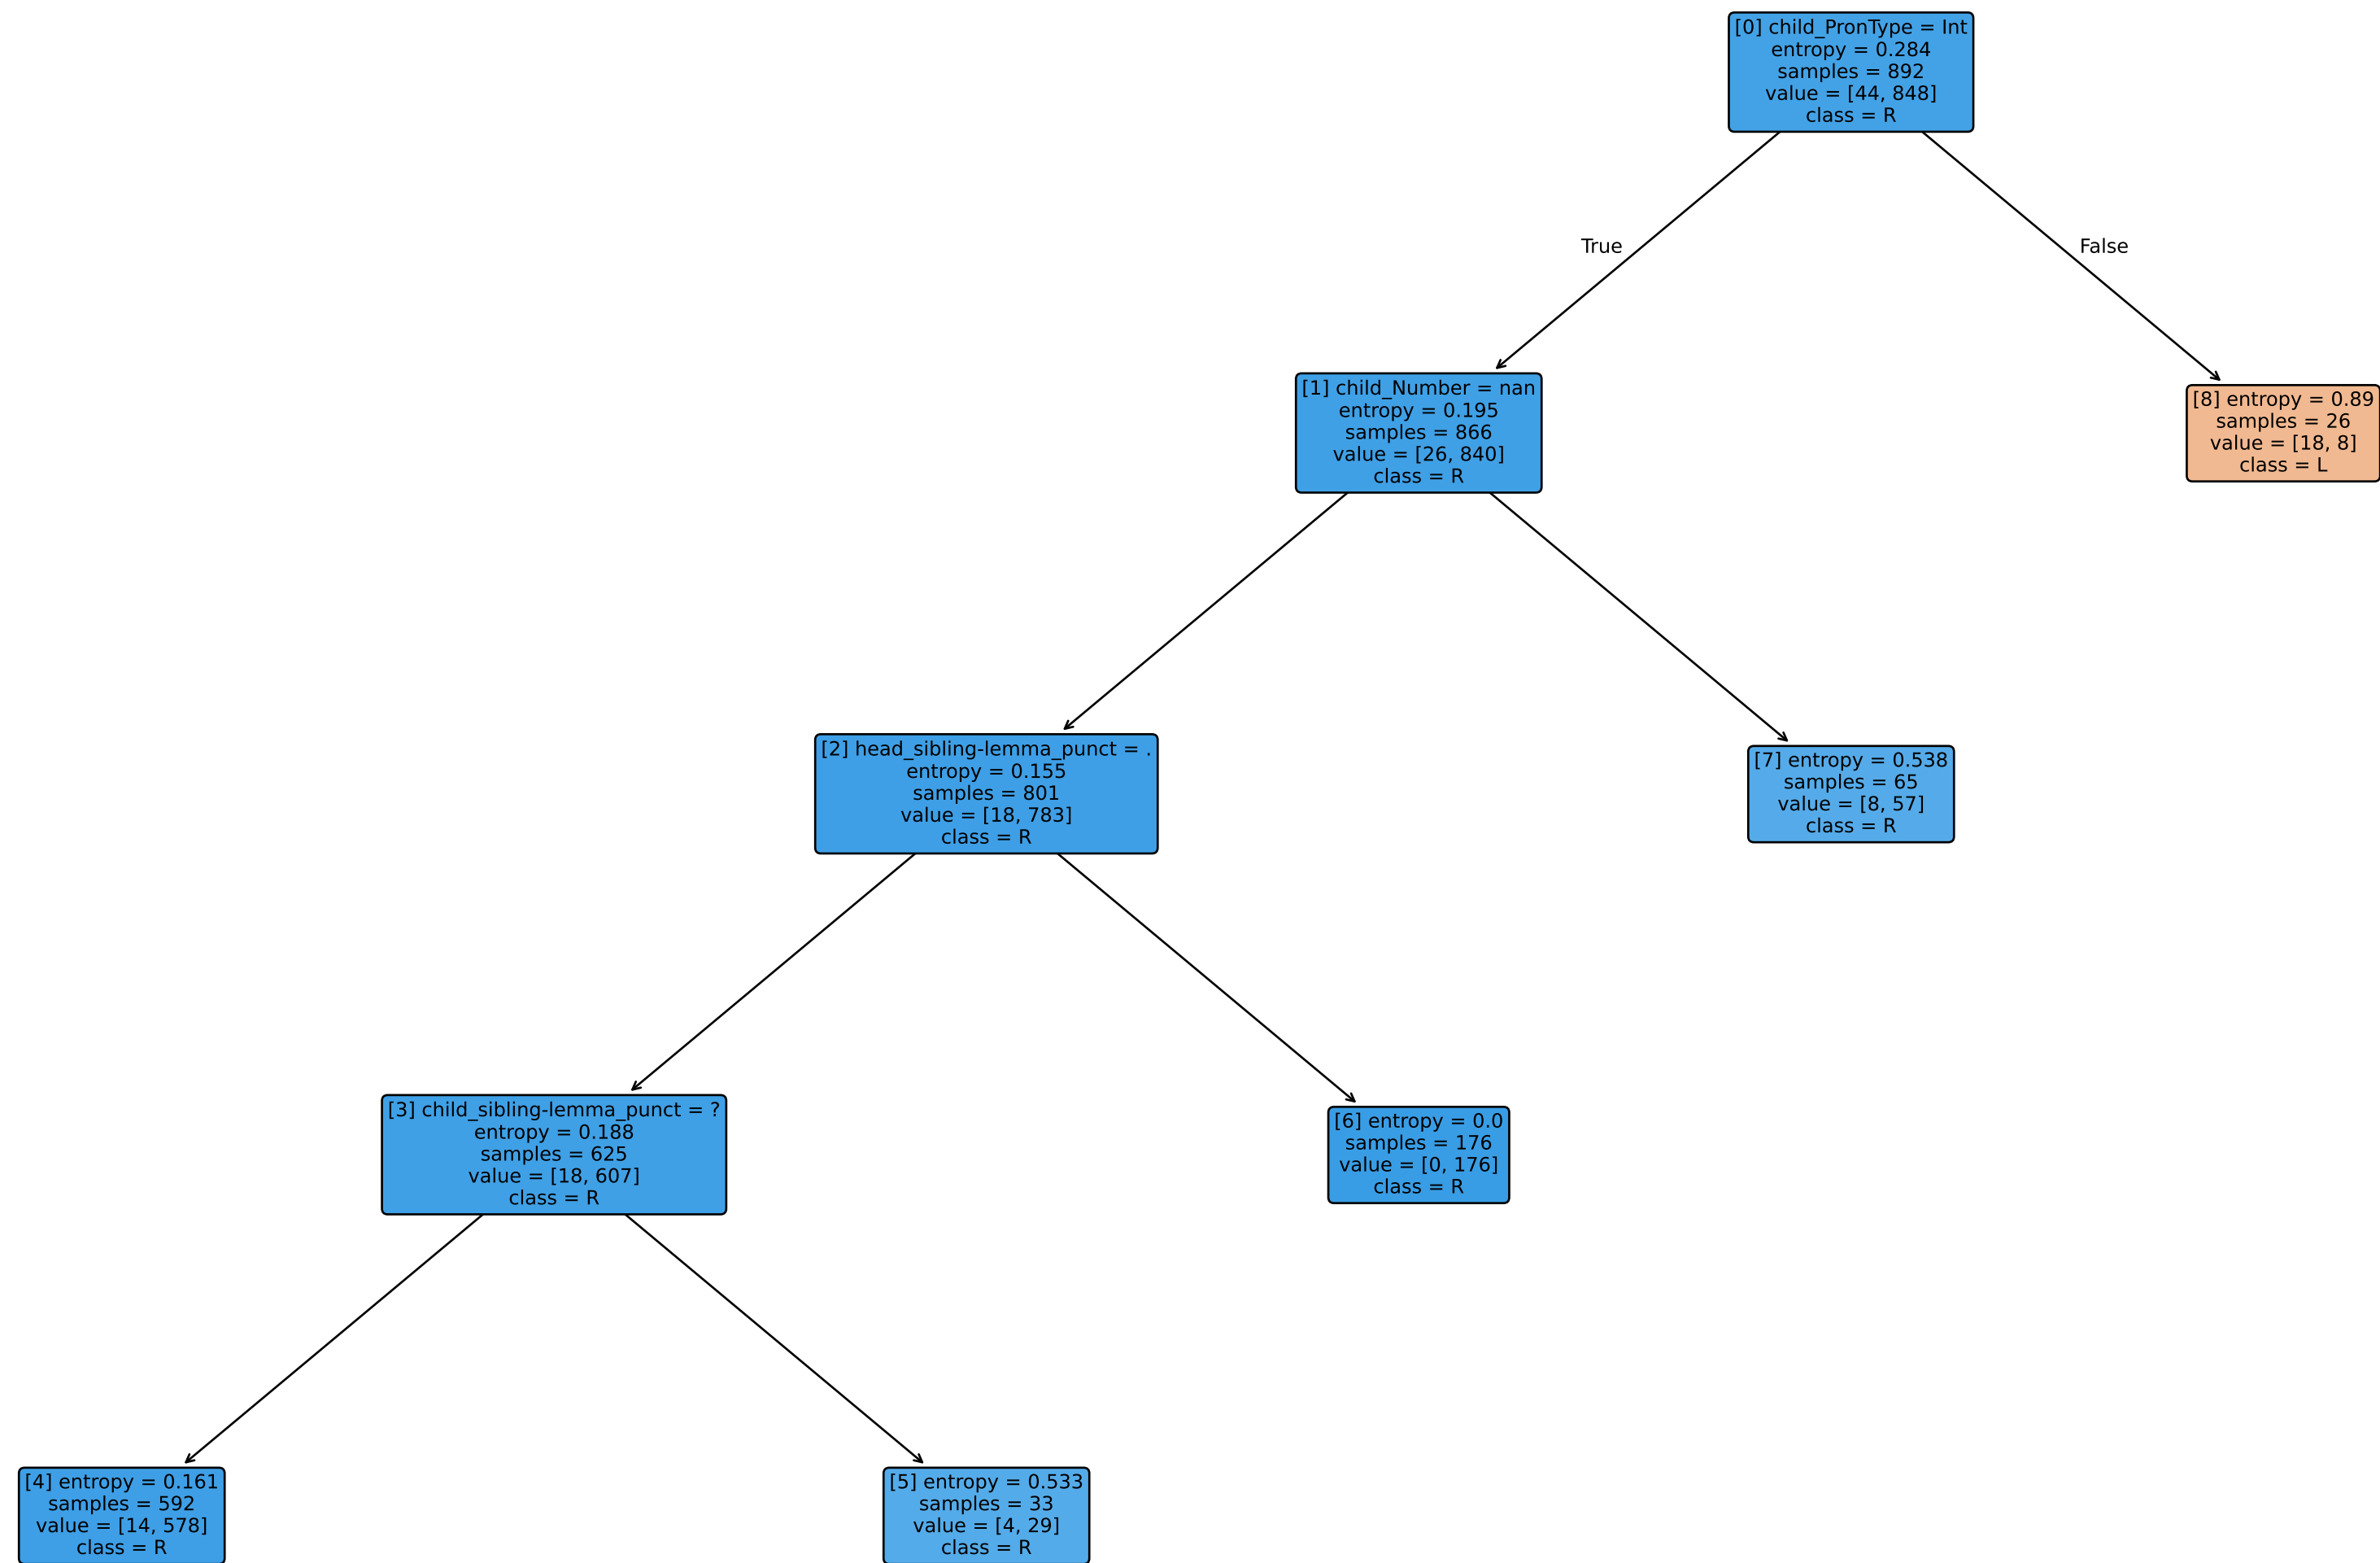 [0] child_PronType = Int
entropy = 0.284
samples = 892
value = [44, 848]
class = R
True
False
[1] child_Number = nan
entropy = 0.195
samples = 866
value = [26, 840]
class = R
[8] entropy = 0.89
samples = 26
value = [18, 8]
class = L
[2] head_sibling-lemma_punct = .
entropy = 0.155
samples = 801
value = [18, 783]
class = R
[7] entropy = 0.538
samples = 65
value = [8, 57]
class = R
[3] child_sibling-lemma_punct = ?
entropy = 0.188
samples = 625
value = [18, 607]
class = R
[6] entropy = 0.0
samples = 176
value = [0, 176]
class = R
[4] entropy = 0.161
samples = 592
value = [14, 578]
class = R
[5] entropy = 0.533
samples = 33
value = [4, 29]
class = R